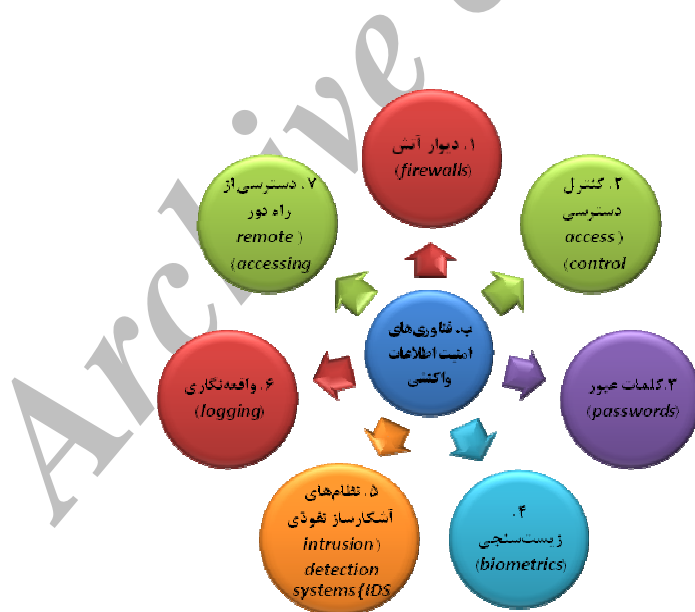 ب. فناوری‌های
امنیت اطلاعات
واکنشی
۱. دیوار آتش
(firewalls)
۲. کنترل
دسترسی
(access
control)
۳. کلمات عبور
(passwords)
۴.
زیست‌سنجی
(biometrics)
۵. نظام‌های
آشکارساز نفوذی
(intrusion
detection
systems{IDS
۶. واقعه‌نگاری
(logging)
۷. دسترسی از
راه دور
(remote
accessing)
Archive